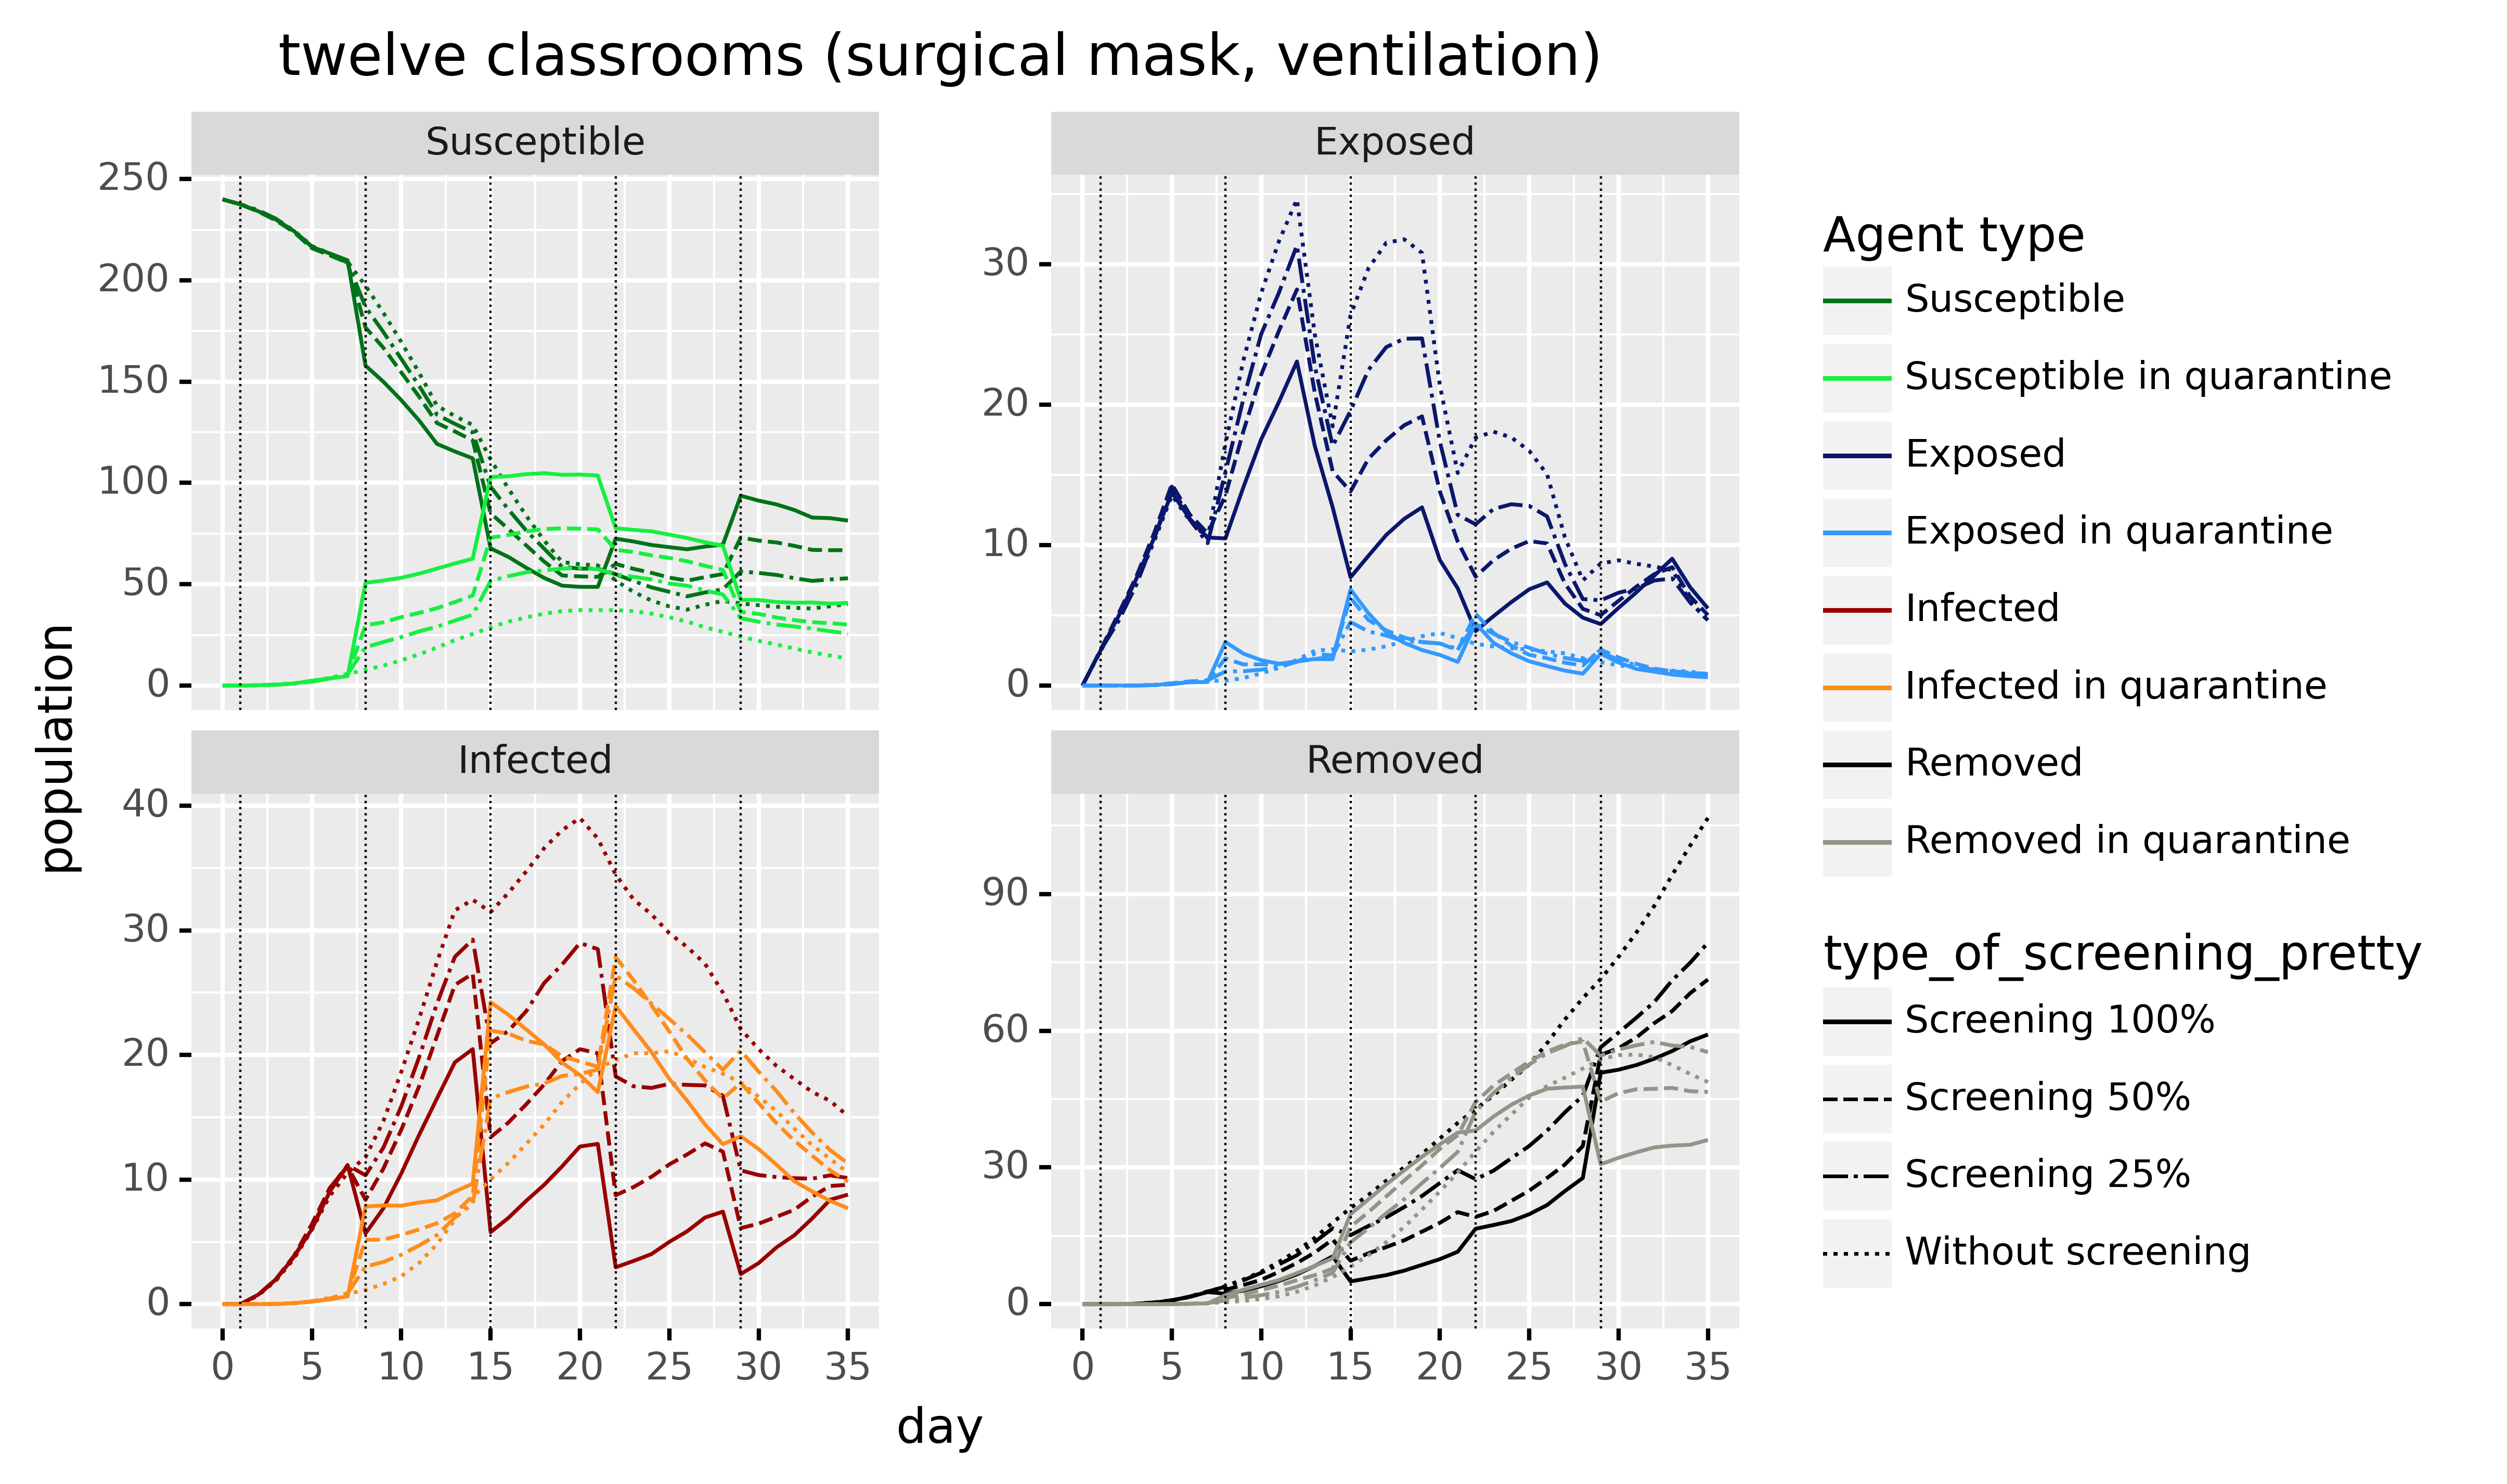 twelve classrooms (surgical mask, ventilation)
Susceptible
250
200
150
100
50
0
Exposed
30
20
10
0
population
Infected
40
30
20
10
0
0 5 10 15 20 25 30 35
Removed
90
60
30
0
0 5 10 15 20 25 30 35
day
Agent type
Susceptible
Susceptible in quarantine
Exposed
Exposed in quarantine
Infected
Infected in quarantine
Removed
Removed in quarantine
type_of_screening_pretty
Screening 100%
Screening 50%
Screening 25%
Without screening